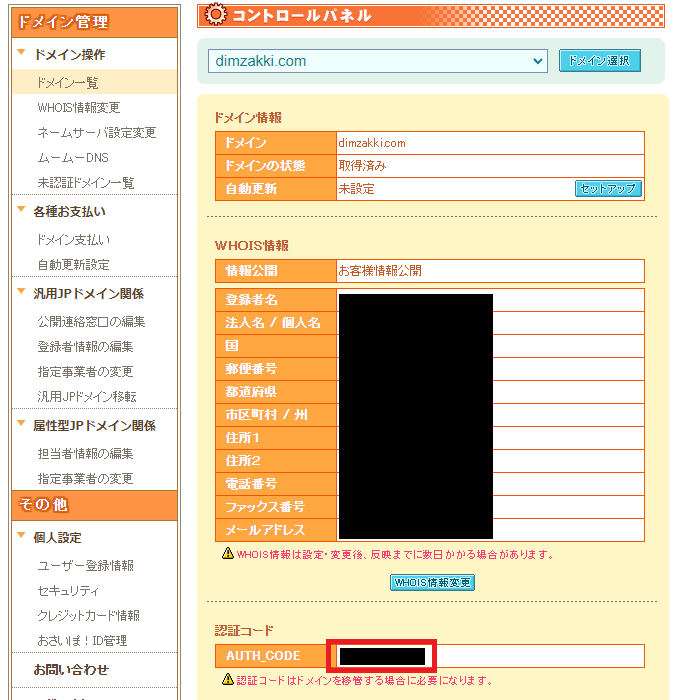 ドメイン管理
ドメイン操作
ドメイン一覧
WHOIS情報変更
ネームサーバ設定変更
ムームーDNS
未認証ドメイン一覧
各種お支払い
ドメイン支払い
自動更新設定
汎用JPドメイン関係
公開連絡窓口の編集
登録者情報の編集
指定事業者の変更
汎用JPドメイン移転
属性型JPドメイン関係
担当者情報の編集
指定事業者の変更
その他
個人設定
ユーザー登録情報
セキュリティ
クレジットカード情報
おさいぽ！ID管理
お問い合わせ
コントロールパネル
dimzakki.com
ドメイン選択
ドメイン情報
ドメイン dimzakki.com
ドメインの状態 取得済み
自動更新 未設定 セットアップ
WHOIS情報
情報公開 お客様情報公開
登録者名
法人名 / 個人名
国
郵便番号
都道府県
市区町村 / 州
住所1
住所2
電話番号
ファックス番号
メールアドレス
WHOIS情報は設定・変更後、反映までに数日かかる場合があります。
WHOIS情報変更
認証コード
AUTH_CODE
認証コードはドメインを移管する場合に必要になります。